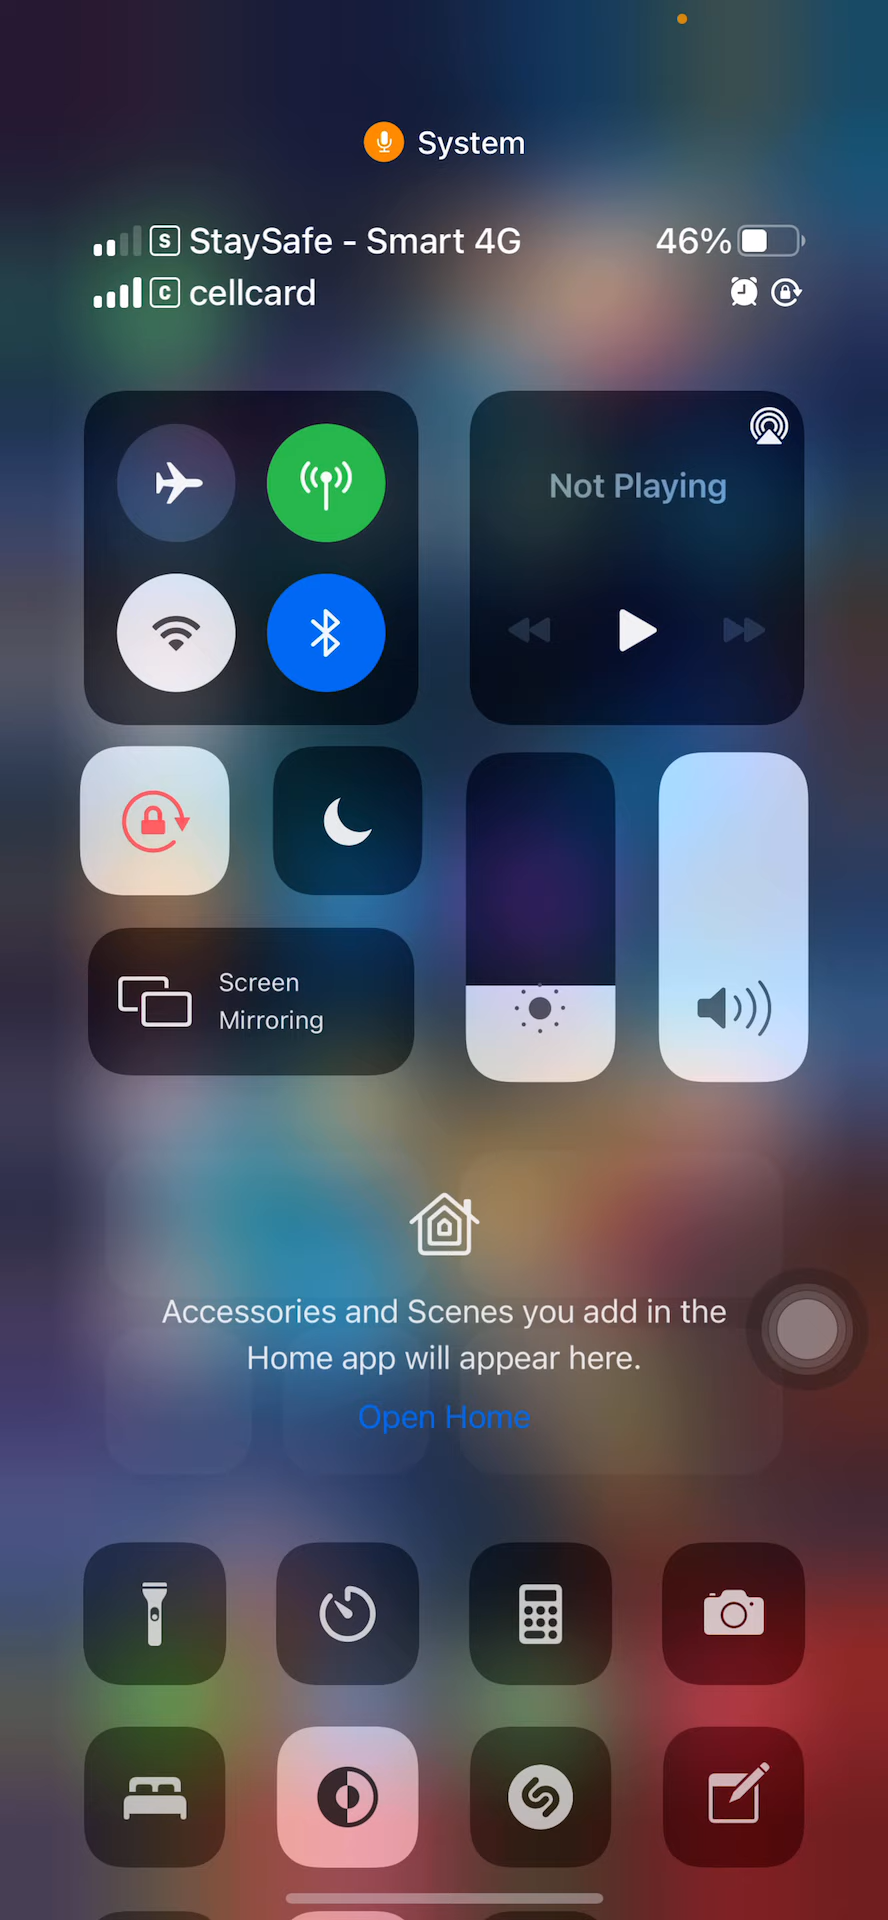 System
S StaySafe - Smart 4G 46%
C cellcard
Not Playing
Screen
Mirroring
Accessories and Scenes you add in the
Home app will appear here.
Open Home